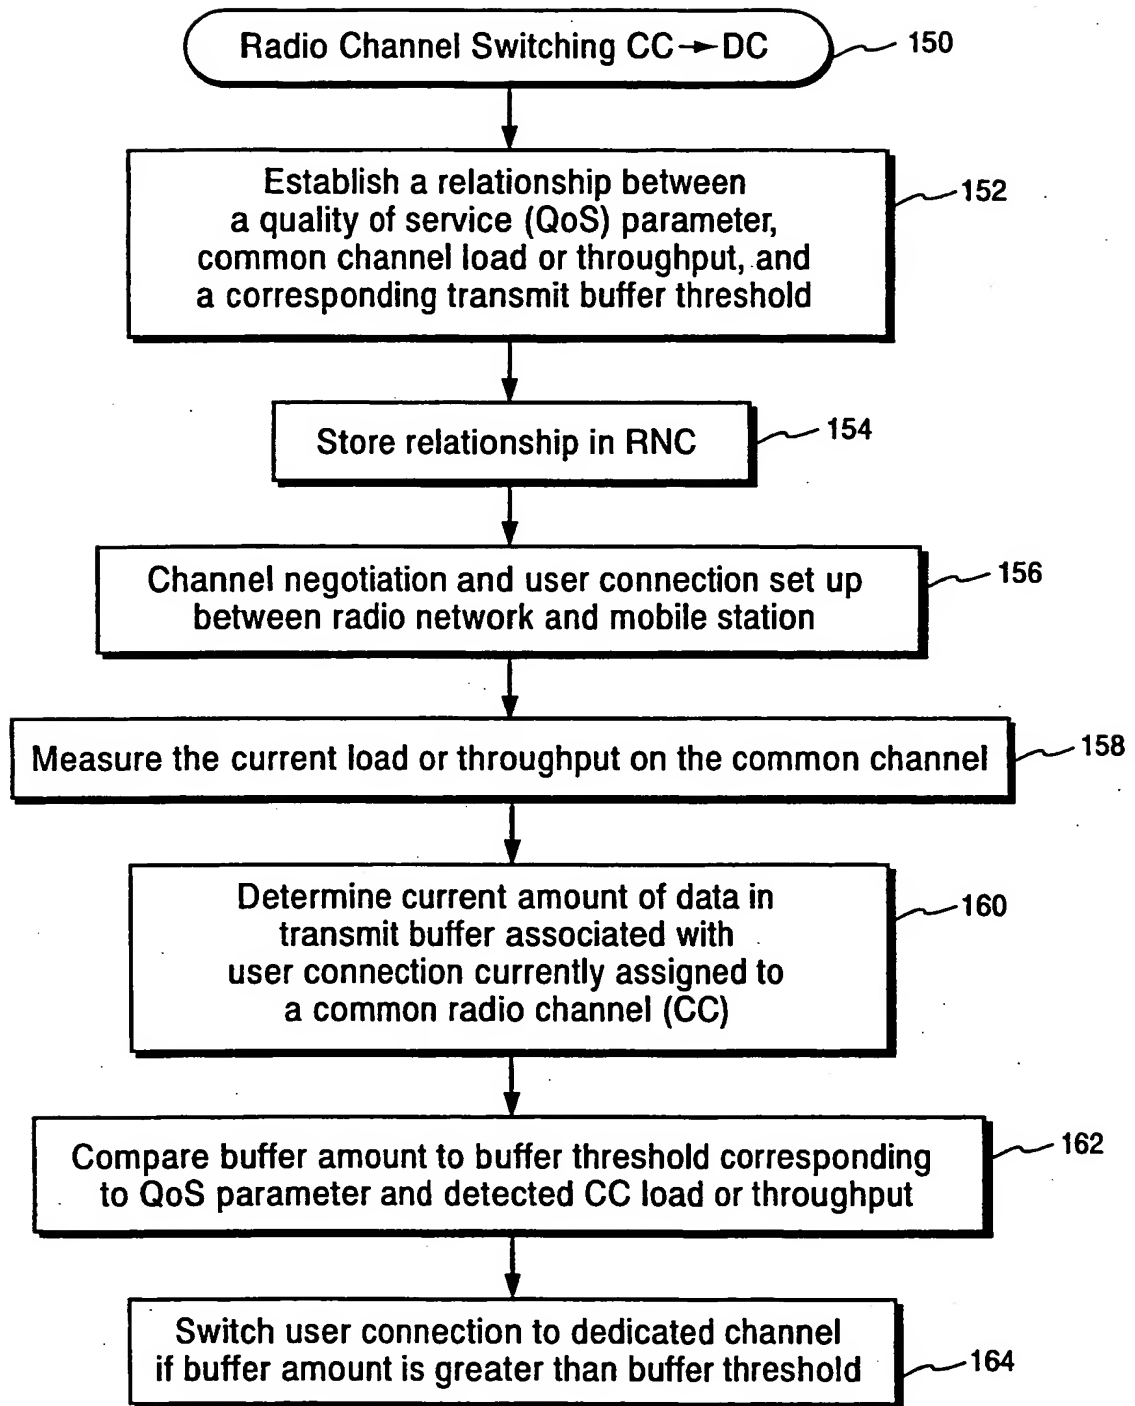 Radio Channel Switching CC→DC
150
Establish a relationship between
a quality of service (QoS) parameter,
common channel load or throughput, and
a corresponding transmit buffer threshold
152
Store relationship in RNC
154
Channel negotiation and user connection set up
between radio network and mobile station
156
Measure the current load or throughput on the common channel
158
Determine current amount of data in
transmit buffer associated with
user connection currently assigned to
a common radio channel (CC)
160
Compare buffer amount to buffer threshold corresponding
to QoS parameter and detected CC load or throughput
162
Switch user connection to dedicated channel
if buffer amount is greater than buffer threshold
164